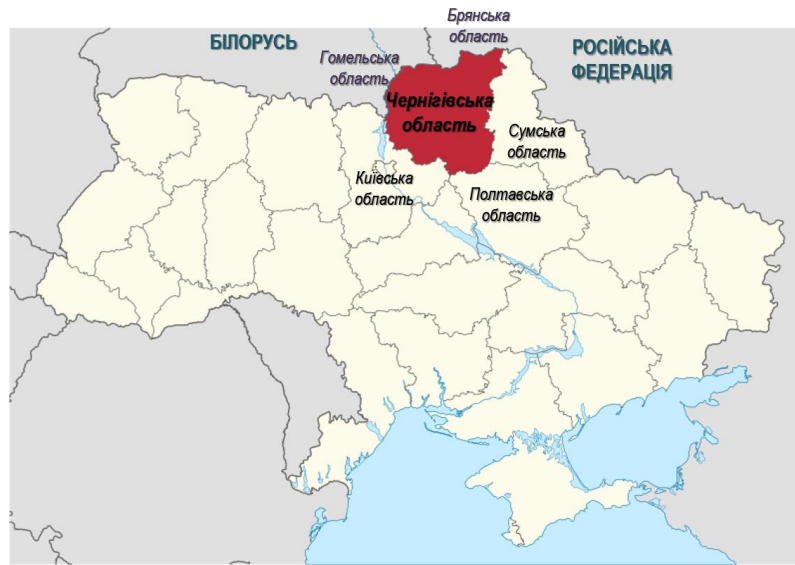 Брянська
область
БІЛОРУСЬ
РОСІЙСЬКА
ФЕДЕРАЦІЯ
Гомельська
область
Чернігівська
область
Сумська
область
Київська
область
Полтавська
область